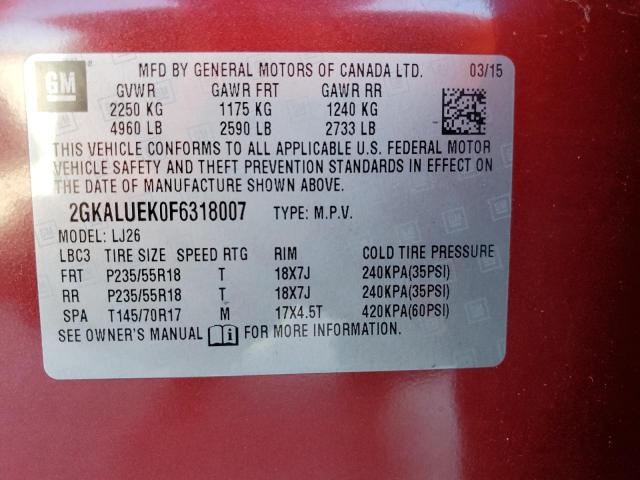 GM
MFD BY GENERAL MOTORS OF CANADA LTD. 03/15
GVWR GAWR FRT GAWR RR
2250 KG 1175 KG 1240 KG
4960 LB 2590 LB 2733 LB
THIS VEHICLE CONFORMS TO ALL APPLICABLE U.S. FEDERAL MOTOR
VEHICLE SAFETY AND THEFT PREVENTION STANDARDS IN EFFECT ON
THE DATE OF MANUFACTURE SHOWN ABOVE.
2GKALUEK0F6318007 TYPE: M.P.V.
MODEL: LJ26
LBC3 TIRE SIZE SPEED RTG RIM COLD TIRE PRESSURE
FRT P235/55R18 T 18X7J 240KPA(35PSI)
RR P235/55R18 T 18X7J 240KPA(35PSI)
SPA T145/70R17 M 17X4.5T 420KPA(60PSI)
SEE OWNER'S MANUAL i FOR MORE INFORMATION.